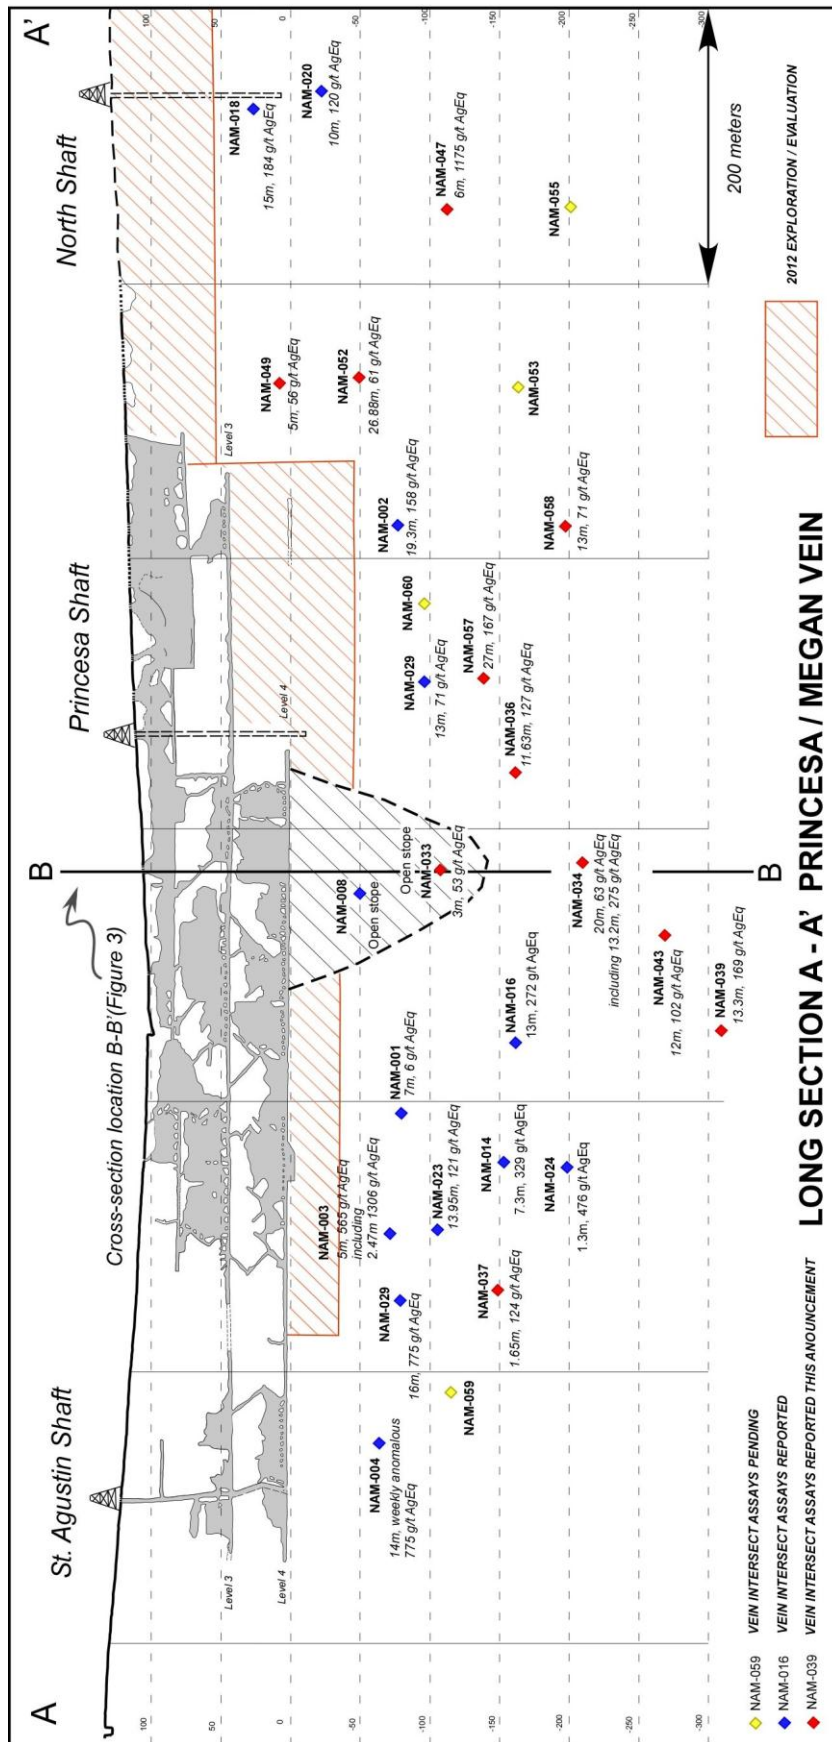 A
A'
St. Agustin Shaft
Cross-section location B-B'(Figure 3)
B
Princesa Shaft
North Shaft
100
50
0
-50
-100
-150
-200
-250
-300
100
50
0
-50
-100
-150
-200
-250
-300
Level 3
Level 4
Level 3
Level 4
NAM-004
14m, weekly anomalous
775 g/t AgEq
NAM-059
NAM-029
16m, 775 g/t AgEq
NAM-003
5m, 565 g/t AgEq
including
2.47m 1306 g/t AgEq
NAM-037
1.65m, 124 g/t AgEq
NAM-023
13.95m, 121 g/t AgEq
NAM-001
7m, 6 g/t AgEq
NAM-014
7.3m, 329 g/t AgEq
NAM-024
1.3m, 476 g/t AgEq
NAM-016
13m, 272 g/t AgEq
NAM-008
Open stope
Open stope
NAM-033
3m, 53 g/t AgEq
NAM-034
20m, 63 g/t AgEq
including 13.2m, 275 g/t AgEq
NAM-043
12m, 102 g/t AgEq
NAM-039
13.3m, 169 g/t AgEq
B
NAM-036
11.63m, 127 g/t AgEq
NAM-029
13m, 71 g/t AgEq
NAM-060
NAM-057
27m, 167 g/t AgEq
NAM-002
19.3m, 158 g/t AgEq
NAM-058
13m, 71 g/t AgEq
NAM-049
5m, 56 g/t AgEq
NAM-052
26.88m, 61 g/t AgEq
NAM-053
NAM-018
15m, 184 g/t AgEq
NAM-020
10m, 120 g/t AgEq
NAM-047
6m, 1175 g/t AgEq
NAM-055
200 meters
NAM-059 VEIN INTERSECT ASSAYS PENDING
NAM-016 VEIN INTERSECT ASSAYS REPORTED
NAM-039 VEIN INTERSECT ASSAYS REPORTED THIS ANOUNCEMENT
LONG SECTION A - A' PRINCESA / MEGAN VEIN
2012 EXPLORATION / EVALUATION